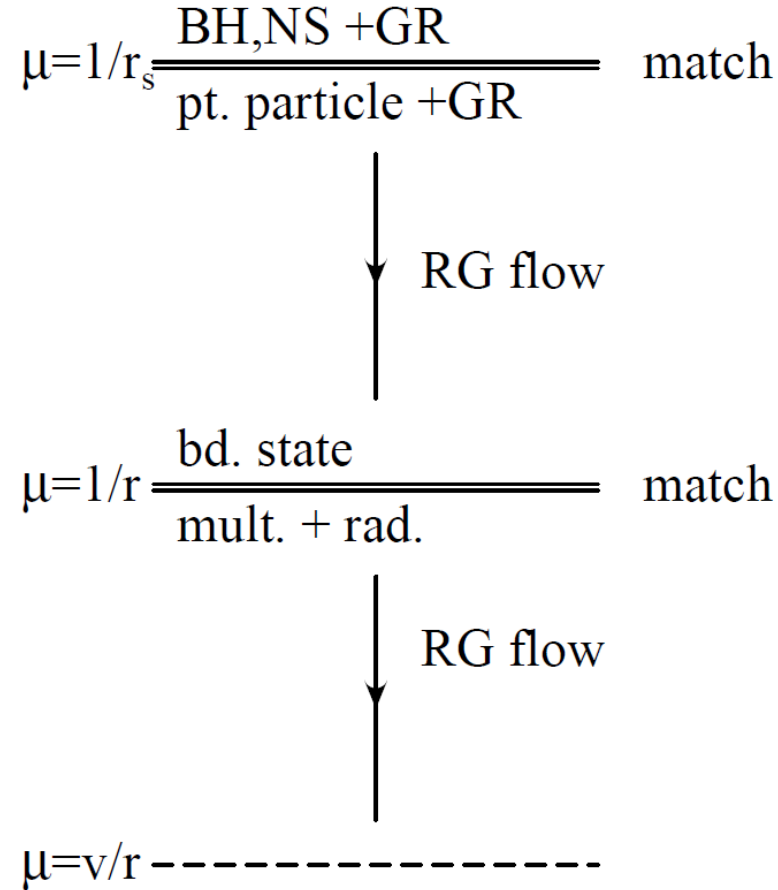 BH,NS +GR
μ=1/rₛ match
pt. particle +GR
RG flow
bd. state
μ=1/r match
mult. + rad.
RG flow
μ=v/r